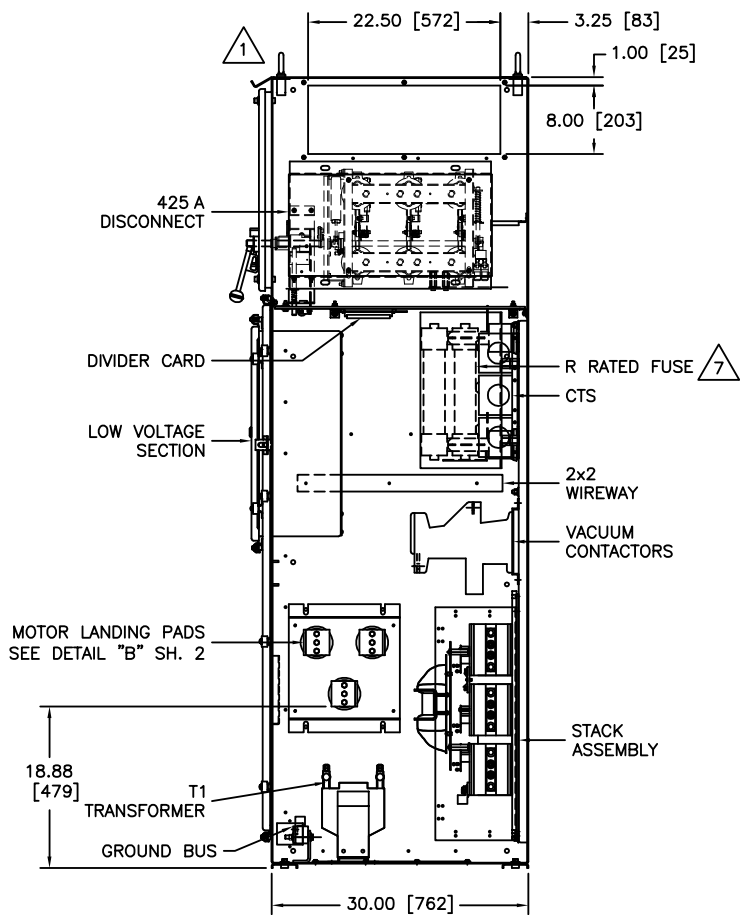 22.50 [572]
3.25 [83]
1
1.00 [25]
8.00 [203]
425 A
DISCONNECT
DIVIDER CARD
R RATED FUSE
7
CTS
LOW VOLTAGE
SECTION
2x2
WIREWAY
VACUUM
CONTACTORS
MOTOR LANDING PADS
SEE DETAIL "B" SH. 2
STACK
ASSEMBLY
18.88
[479]
T1
TRANSFORMER
GROUND BUS
30.00 [762]